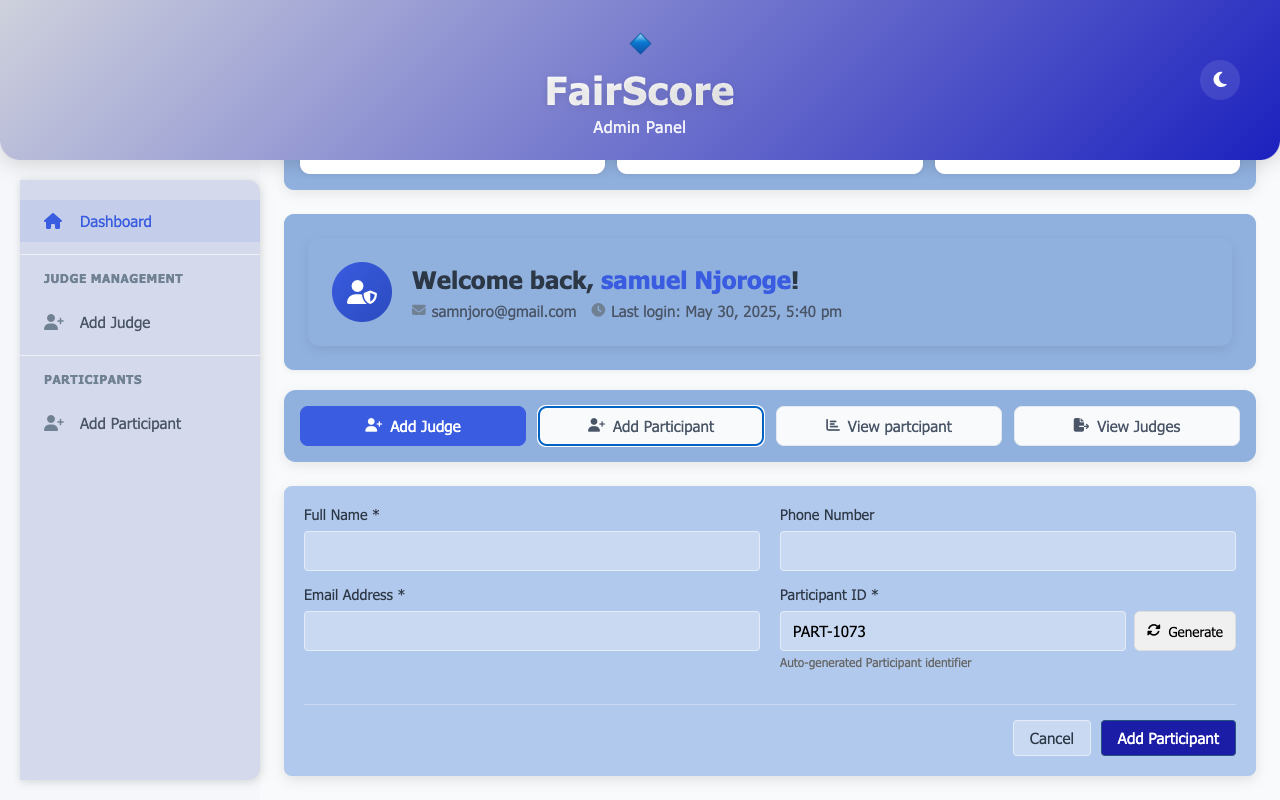 FairScore
Admin Panel
Dashboard
JUDGE MANAGEMENT
Add Judge
PARTICIPANTS
Add Participant
Welcome back, samuel Njoroge!
samnjoro@gmail.com Last login: May 30, 2025, 5:40 pm
Add Judge
Add Participant
View partcipant
View Judges
Full Name *
Phone Number
Email Address *
Participant ID *
PART-1073
Generate
Auto-generated Participant identifier
Cancel
Add Participant